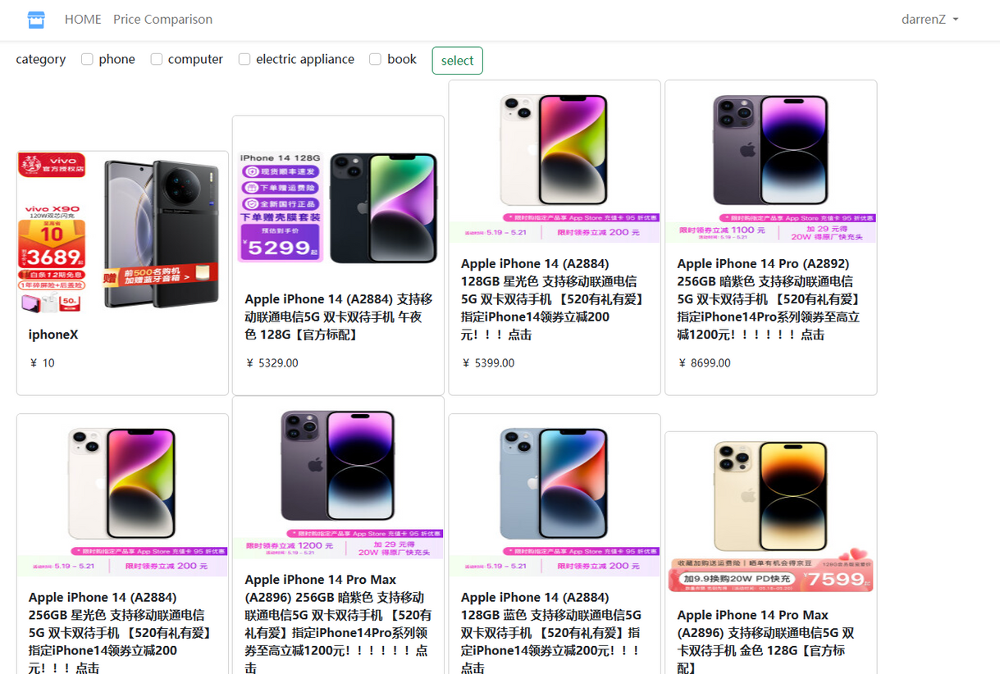 HOME Price Comparison darrenZ
category phone computer electric appliance book select
vivo
官方授权店
vivo X90
120W双芯闪充
至高省
10
3689起
白条12期免息
1年碎屏险+后盖险
50
赠 前500名购机
加赠蓝牙音箱 >
iphoneX
¥ 10
iPhone 14 128G
现货顺丰速发
下单赠运费险
全新国行正品
下单赠壳膜套装
预估到手价
¥5299起
Apple iPhone 14 (A2884) 支持移
动联通电信5G 双卡双待手机 午夜
色 128G【官方标配】
¥ 5329.00
* 限时购指定产品享 App Store 充值卡 95 折优惠
活动时间: 5.19 – 5.21 限时领券立减 200 元
Apple iPhone 14 (A2884)
128GB 星光色 支持移动联通电信
5G 双卡双待手机 【520有礼有爱】
指定iPhone14领券立减200
元！！！点击
¥ 5399.00
* 限时购指定产品享 App Store 充值卡 95 折优惠
限时领券立减 1100 元 加 29 元得
活动时间: 5.19 – 5.21 20W 得原厂快充头
Apple iPhone 14 Pro (A2892)
256GB 暗紫色 支持移动联通电信
5G 双卡双待手机 【520有礼有爱】
指定iPhone14Pro系列领券至高立
减1200元！！！！！！点击
¥ 8699.00
* 限时购指定产品享 App Store 充值卡 95 折优惠
活动时间: 5.19 – 5.21 限时领券立减 200 元
Apple iPhone 14 (A2884)
256GB 星光色 支持移动联通电信
5G 双卡双待手机 【520有礼有爱】
指定iPhone14领券立减200
元！！！点击
* 限时购指定产品享 App Store 充值卡 95 折优惠
限时领券立减 1200 元 加 29 元得
活动时间: 5.19 – 5.21 20W 得原厂快充头
Apple iPhone 14 Pro Max
(A2896) 256GB 暗紫色 支持移动
联通电信5G 双卡双待手机 【520有
礼有爱】指定iPhone14Pro系列领
券至高立减1200元！！！！！！点
击
* 限时购指定产品享 App Store 充值卡 95 折优惠
活动时间: 5.19 – 5.21 限时领券立减 200 元
Apple iPhone 14 (A2884)
128GB 蓝色 支持移动联通电信5G
双卡双待手机 【520有礼有爱】指
定iPhone14领券立减200元！！！
点击
收藏加购送运费险 | 晒单有机会得京豆
加9.9换购20W PD快充
¥7599起
Apple iPhone 14 Pro Max
(A2896) 支持移动联通电信5G 双
卡双待手机 金色 128G【官方标
配】